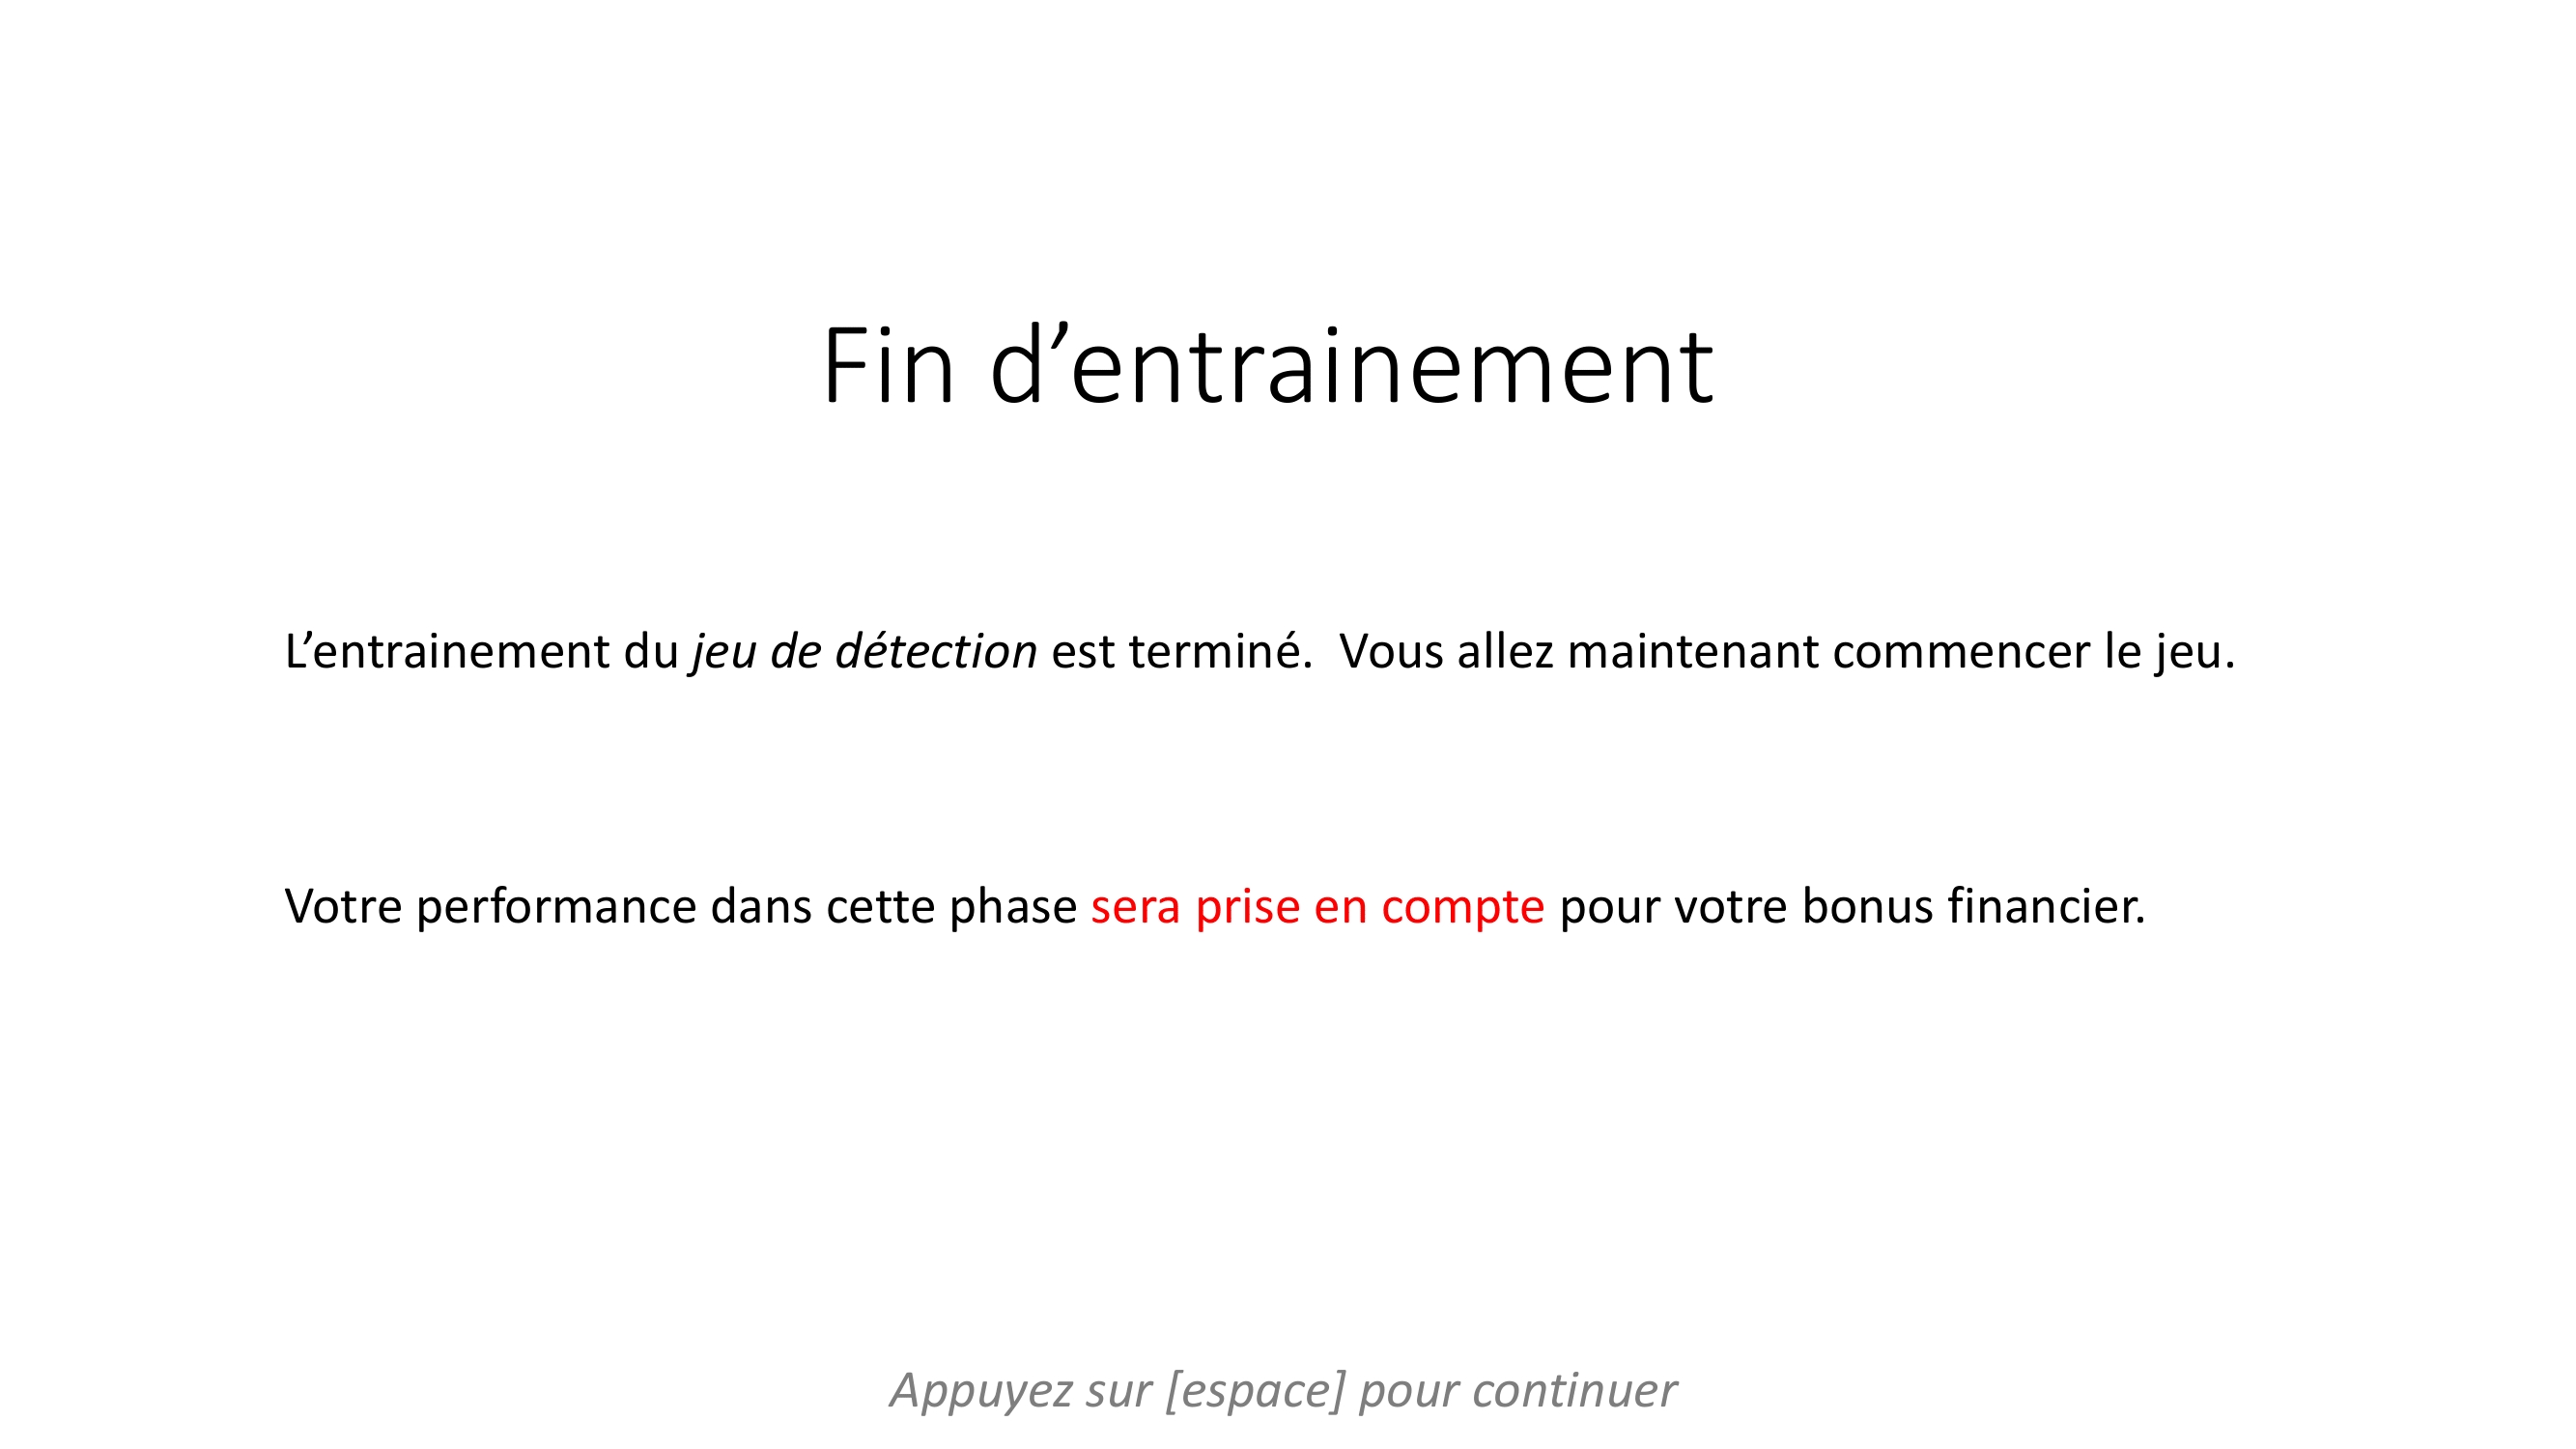 Fin d’entrainement
L’entrainement du jeu de détection est terminé.  Vous allez maintenant commencer le jeu.
Votre performance dans cette phase sera prise en compte pour votre bonus financier.
Appuyez sur [espace] pour continuer